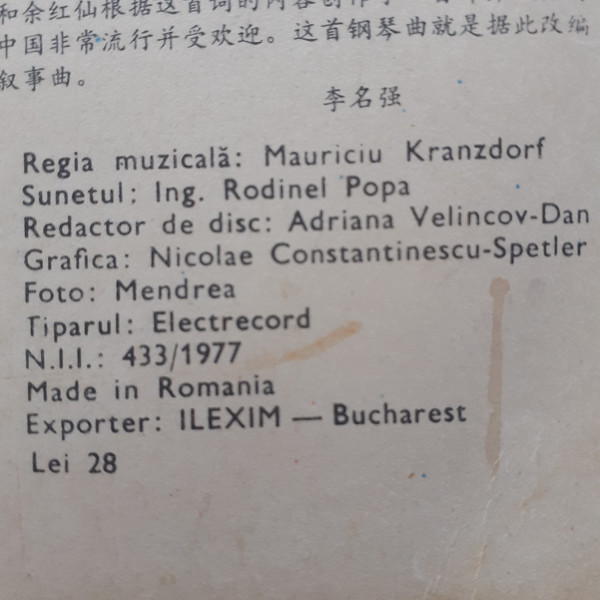 和余红仙根据这首词的内容创作了
中国非常流行并受欢迎。这首钢琴曲就是据此改编
叙事曲。
李名强
Regia muzicală: Mauriciu Kranzdorf
Sunetul: Ing. Rodinel Popa
Redactor de disc: Adriana Velincov-Dan
Grafica: Nicolae Constantinescu-Spetler
Foto: Mendrea
Tiparul: Electrecord
N.I.I.: 433/1977
Made in Romania
Exporter: ILEXIM — Bucharest
Lei 28